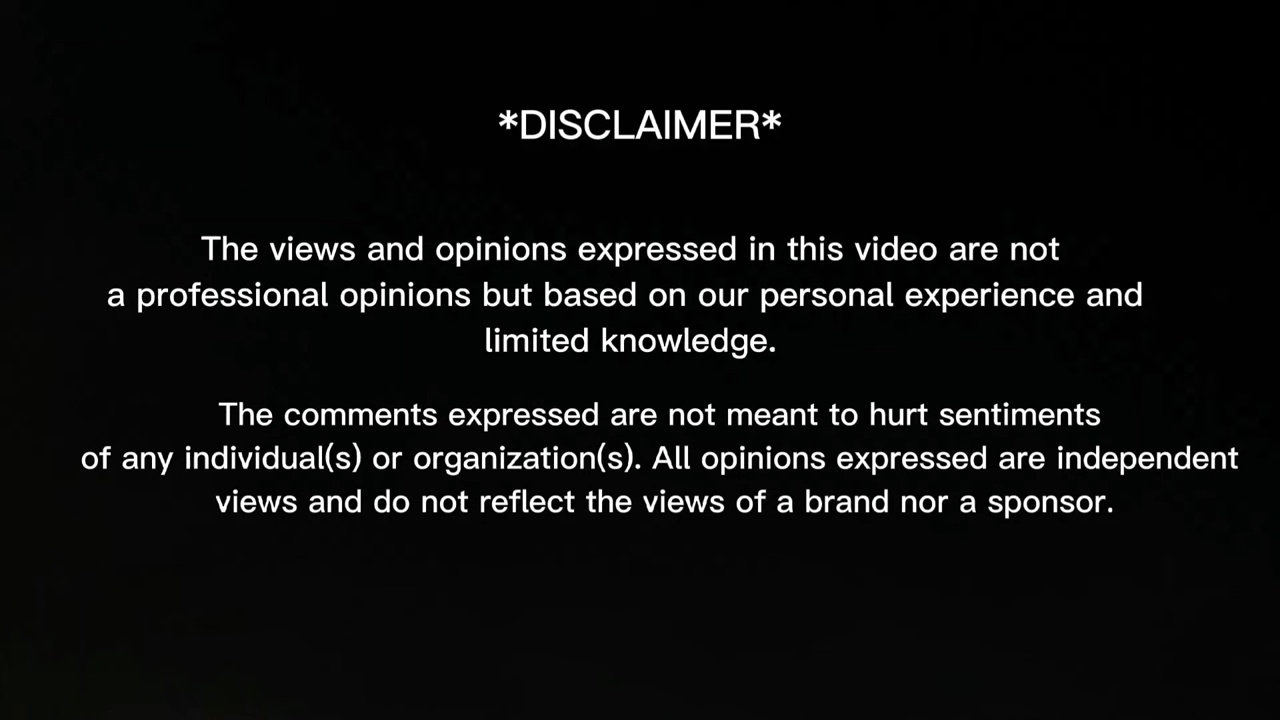 *DISCLAIMER*
The views and opinions expressed in this video are not
a professional opinions but based on our personal experience and
limited knowledge.
The comments expressed are not meant to hurt sentiments
of any individual(s) or organization(s). All opinions expressed are independent
views and do not reflect the views of a brand nor a sponsor.